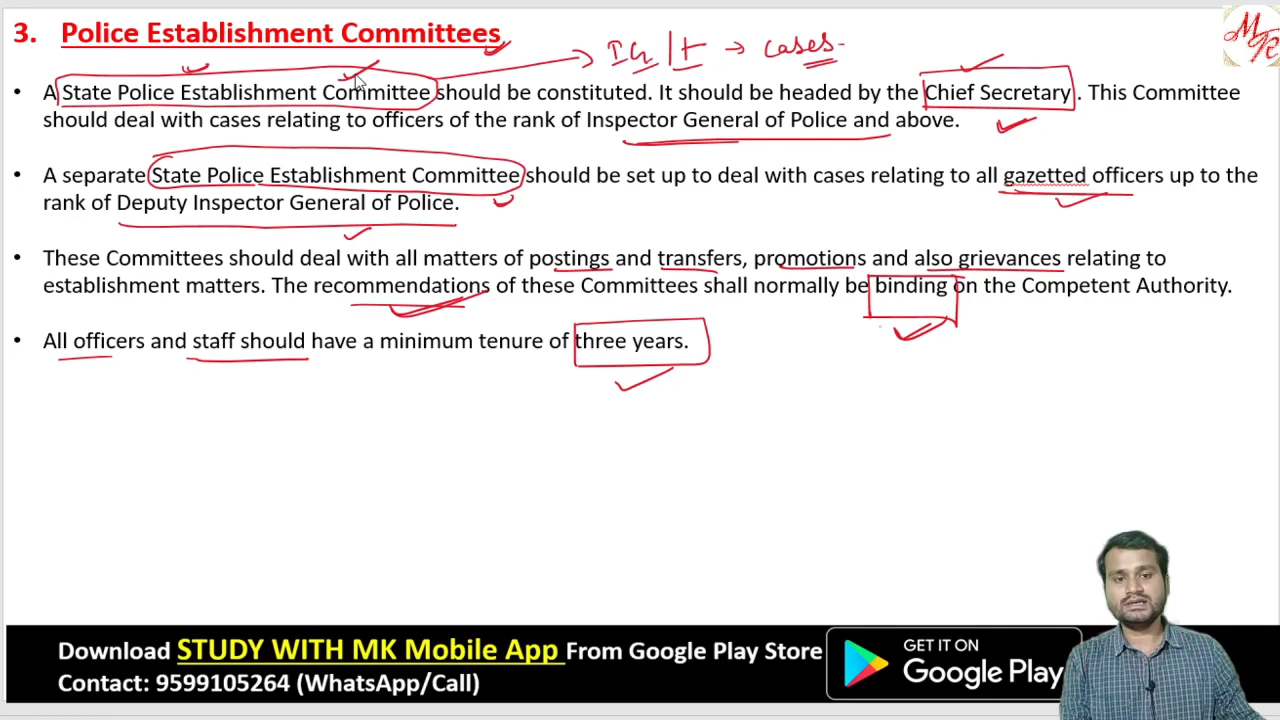 3. Police Establishment Committees
IG/+ → cases
MK
• A State Police Establishment Committee should be constituted. It should be headed by the Chief Secretary. This Committee
should deal with cases relating to officers of the rank of Inspector General of Police and above.
• A separate State Police Establishment Committee should be set up to deal with cases relating to all gazetted officers up to the
rank of Deputy Inspector General of Police.
• These Committees should deal with all matters of postings and transfers, promotions and also grievances relating to
establishment matters. The recommendations of these Committees shall normally be binding on the Competent Authority.
• All officers and staff should have a minimum tenure of three years.
Download STUDY WITH MK Mobile App From Google Play Store
Contact: 9599105264 (WhatsApp/Call)
GET IT ON
Google Play